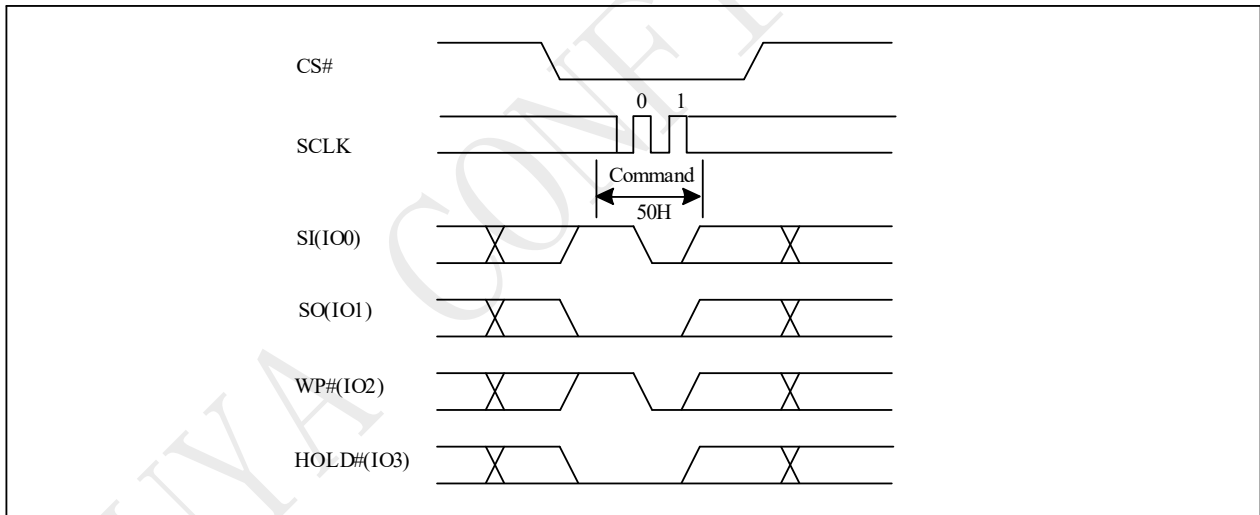 CS#
0 1
SCLK
Command
50H
SI(IO0)
SO(IO1)
WP#(IO2)
HOLD#(IO3)